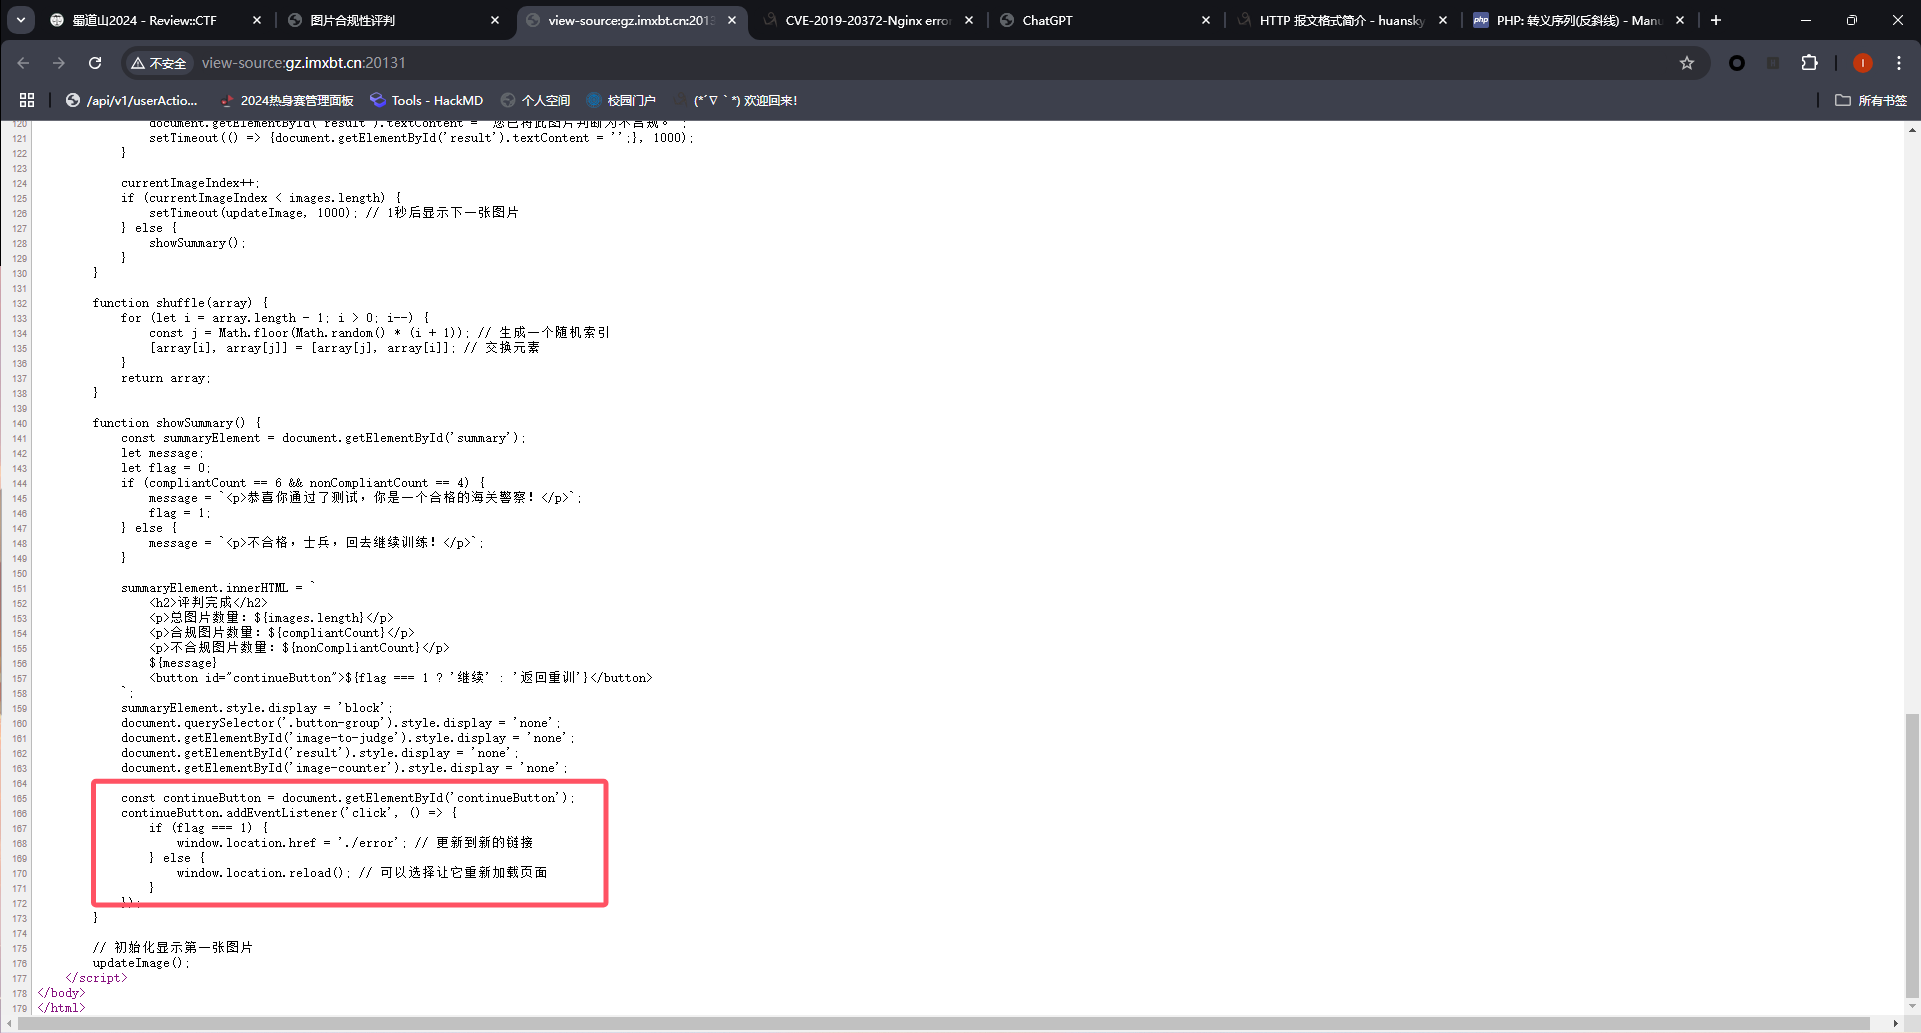 蜀道山2024 - Review::CTF
图片合规性评判
view-source:gz.imxbt.cn:2013
CVE-2019-20372-Nginx error
ChatGPT
HTTP 报文格式简介 - huansky
PHP: 转义序列(反斜线) - Manu
不安全
view-source:gz.imxbt.cn:20131
/api/v1/userActio...
2024热身赛管理面板
Tools - HackMD
个人空间
校园门户
(*´∇｀*) 欢迎回来!
所有书签
120 document.getElementById('result').textContent = '您已将此图片判断为不合规。';
121 setTimeout(() => {document.getElementById('result').textContent = '';}, 1000);
122 }
123
124 currentImageIndex++;
125 if (currentImageIndex < images.length) {
126 setTimeout(updateImage, 1000); // 1秒后显示下一张图片
127 } else {
128 showSummary();
129 }
130 }
131
132 function shuffle(array) {
133 for (let i = array.length - 1; i > 0; i--) {
134 const j = Math.floor(Math.random() * (i + 1)); // 生成一个随机索引
135 [array[i], array[j]] = [array[j], array[i]]; // 交换元素
136 }
137 return array;
138 }
139
140 function showSummary() {
141 const summaryElement = document.getElementById('summary');
142 let message;
143 let flag = 0;
144 if (compliantCount == 6 && nonCompliantCount == 4) {
145 message = `<p>恭喜你通过了测试，你是一个合格的海关警察！</p>`;
146 flag = 1;
147 } else {
148 message = `<p>不合格，士兵，回去继续训练！</p>`;
149 }
150
151 summaryElement.innerHTML = `
152 <h2>评判完成</h2>
153 <p>总图片数量：${images.length}</p>
154 <p>合规图片数量：${compliantCount}</p>
155 <p>不合规图片数量：${nonCompliantCount}</p>
156 ${message}
157 <button id="continueButton">${flag === 1 ? '继续' : '返回重训'}</button>
158 `;
159 summaryElement.style.display = 'block';
160 document.querySelector('.button-group').style.display = 'none';
161 document.getElementById('image-to-judge').style.display = 'none';
162 document.getElementById('result').style.display = 'none';
163 document.getElementById('image-counter').style.display = 'none';
164
165 const continueButton = document.getElementById('continueButton');
166 continueButton.addEventListener('click', () => {
167 if (flag === 1) {
168 window.location.href = './error'; // 更新到新的链接
169 } else {
170 window.location.reload(); // 可以选择让它重新加载页面
171 }
172 });
173 }
174
175 // 初始化显示第一张图片
176 updateImage();
177 </script>
178 </body>
179 </html>